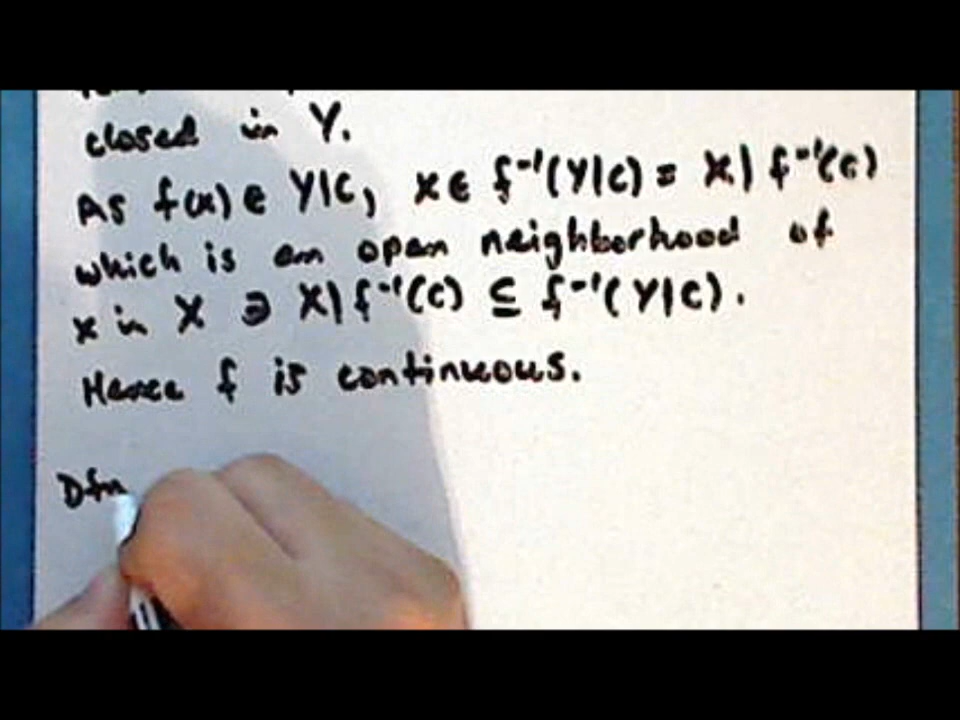 closed in Y.
As f(x) ∈ Y|C, x ∈ f⁻¹(Y|C) = X|f⁻¹(C)
which is an open neighborhood of
x in X ∋ X|f⁻¹(C) ⊆ f⁻¹(Y|C).
Hence f is continuous.
Dfn